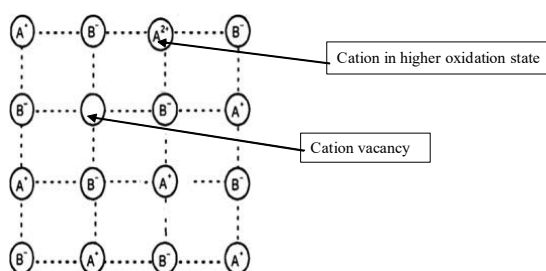 A⁺ B⁻ A²⁺ B⁻
Cation in higher oxidation state
B⁻ B⁻ A⁺
Cation vacancy
A⁺ B⁻ A⁺ B⁻
B⁻ A⁺ B⁻ A⁺